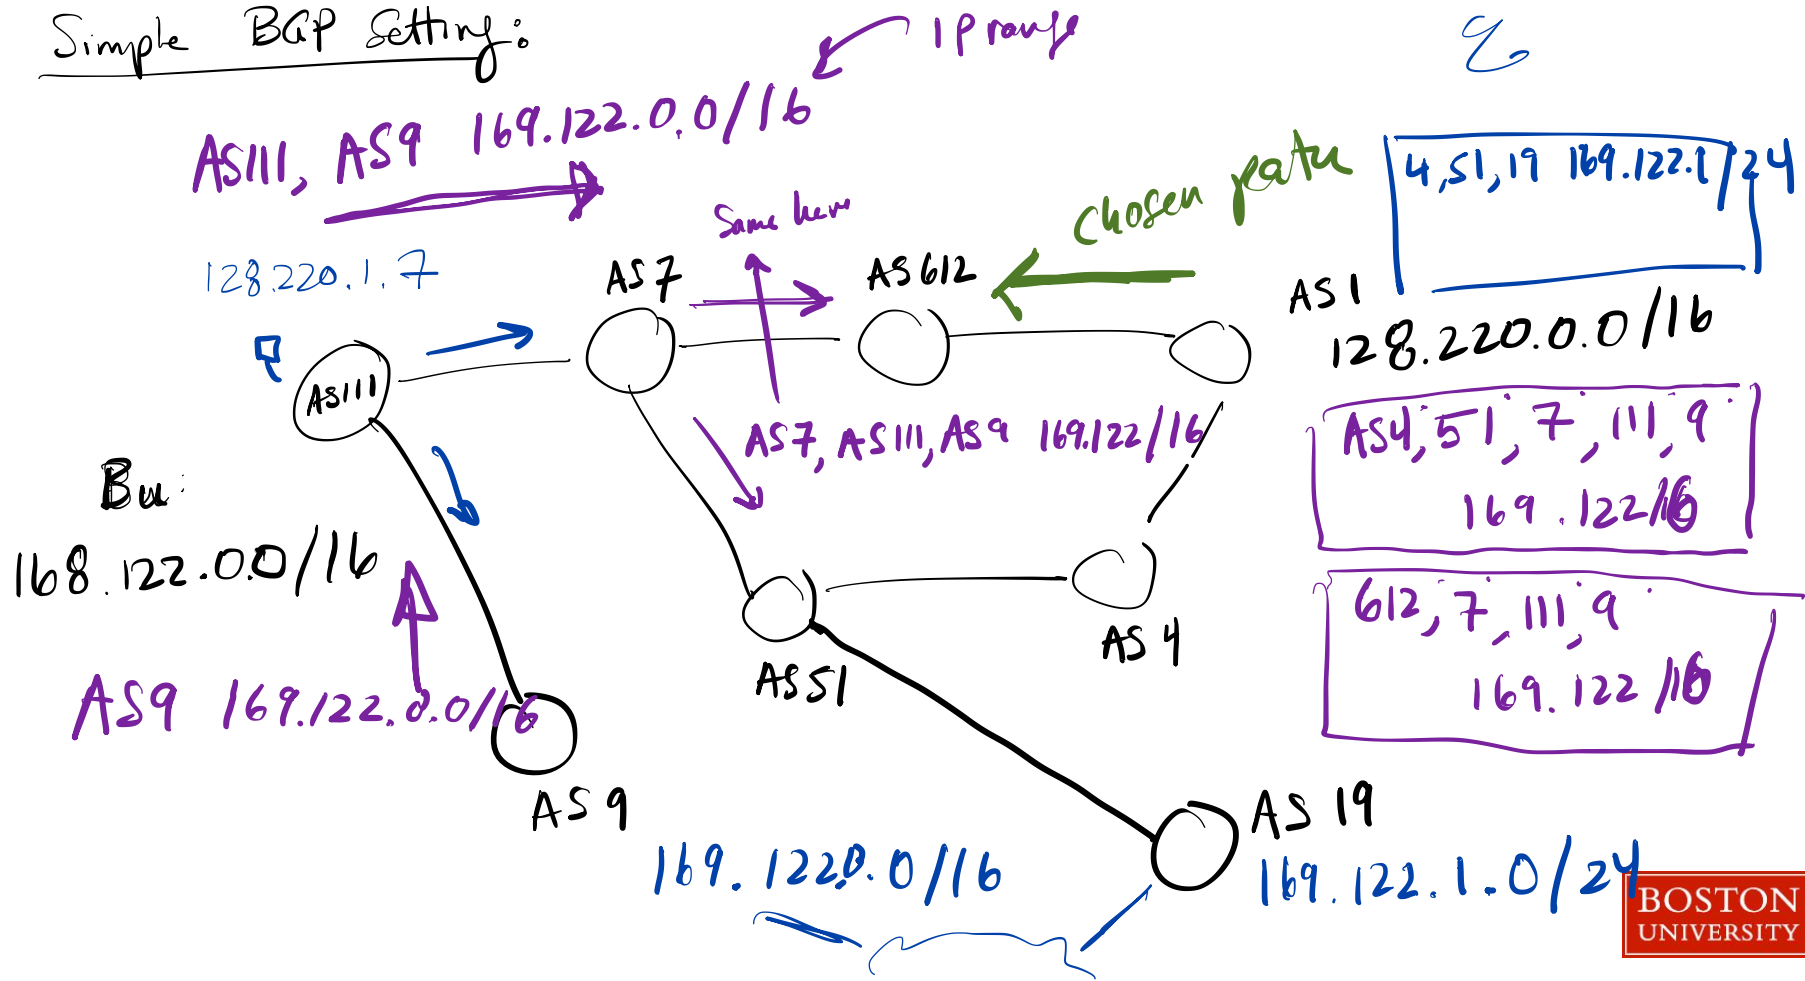 Simple BGP Setting:
IP range
AS111, AS9 169.122.0.0/16
chosen path
4,51,19 169.122.1/24
Same here
128.220.1.7
AS7
AS612
AS1
128.220.0.0/16
AS111
AS7, AS111, AS9 169.122/16
AS4, 51, 7, 111, 9
169.122/16
Bu:
168.122.0.0/16
612, 7, 111, 9
169.122/16
AS4
AS51
AS9 169.122.0.0/16
AS9
AS19
169.122.0.0/16
169.122.1.0/24
BOSTON
UNIVERSITY